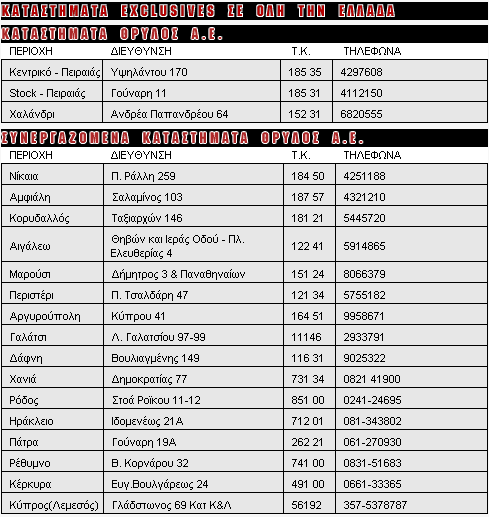 ΚΑΤΑΣΤΗΜΑΤΑ EXCLUSIVES ΣΕ ΟΛΗ ΤΗΝ ΕΛΛΑΔΑ
ΚΑΤΑΣΤΗΜΑΤΑ ΟΡΥΛΟΣ Α.Ε.
ΠΕΡΙΟΧΗ ΔΙΕΥΘΥΝΣΗ Τ.Κ. ΤΗΛΕΦΩΝΑ
Κεντρικό - Πειραιάς Υψηλάντου 170 185 35 4297608
Stock - Πειραιάς Γούναρη 11 185 31 4112150
Χαλάνδρι Ανδρέα Παπανδρέου 64 152 31 6820555
ΣΥΝΕΡΓΑΖΟΜΕΝΑ ΚΑΤΑΣΤΗΜΑΤΑ ΟΡΥΛΟΣ Α.Ε.
ΠΕΡΙΟΧΗ ΔΙΕΥΘΥΝΣΗ Τ.Κ. ΤΗΛΕΦΩΝΑ
Νίκαια Π. Ράλλη 259 184 50 4251188
Αμφιάλη Σαλαμίνος 103 187 57 4321210
Κορυδαλλός Ταξιαρχών 146 181 21 5445720
Αιγάλεω Θηβών και Ιεράς Οδού - Πλ.
Ελευθερίας 4 122 41 5914865
Μαρούσι Δήμητρος 3 & Παναθηναίων 151 24 8066379
Περιστέρι Π. Τσαλδάρη 47 121 34 5755182
Αργυρούπολη Κύπρου 41 164 51 9958671
Γαλάτσι Λ. Γαλατσίου 97-99 11146 2933791
Δάφνη Βουλιαγμένης 149 116 31 9025322
Χανιά Δημοκρατίας 77 731 34 0821 41900
Ρόδος Στοά Ροϊκου 11-12 851 00 0241-24695
Ηράκλειο Ιδομενέως 21Α 712 01 081-343802
Πάτρα Γούναρη 19Α 262 21 061-270930
Ρέθυμνο Β. Κορνάρου 32 741 00 0831-51683
Κέρκυρα Ευγ.Βουλγάρεως 24 491 00 0661-33365
Κύπρος(Λεμεσός) Γλάδστωνος 69 Κατ Κ&Λ 56192 357-5378787